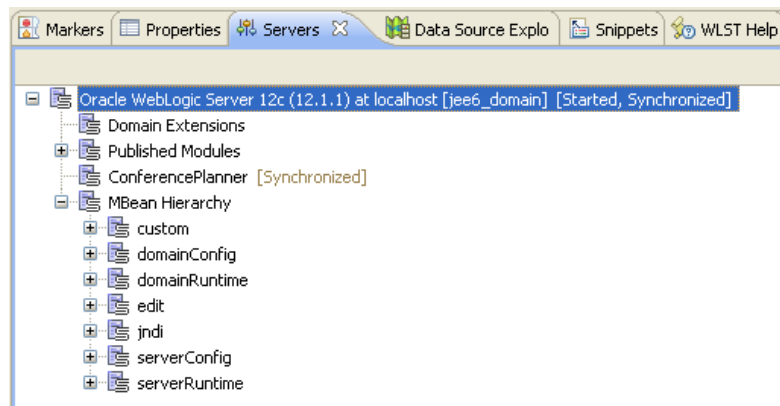 Markers Properties Servers Data Source Explo Snippets WLST Help
Oracle WebLogic Server 12c (12.1.1) at localhost [jee6_domain] [Started, Synchronized]
Domain Extensions
Published Modules
ConferencePlanner [Synchronized]
MBean Hierarchy
custom
domainConfig
domainRuntime
edit
jndi
serverConfig
serverRuntime